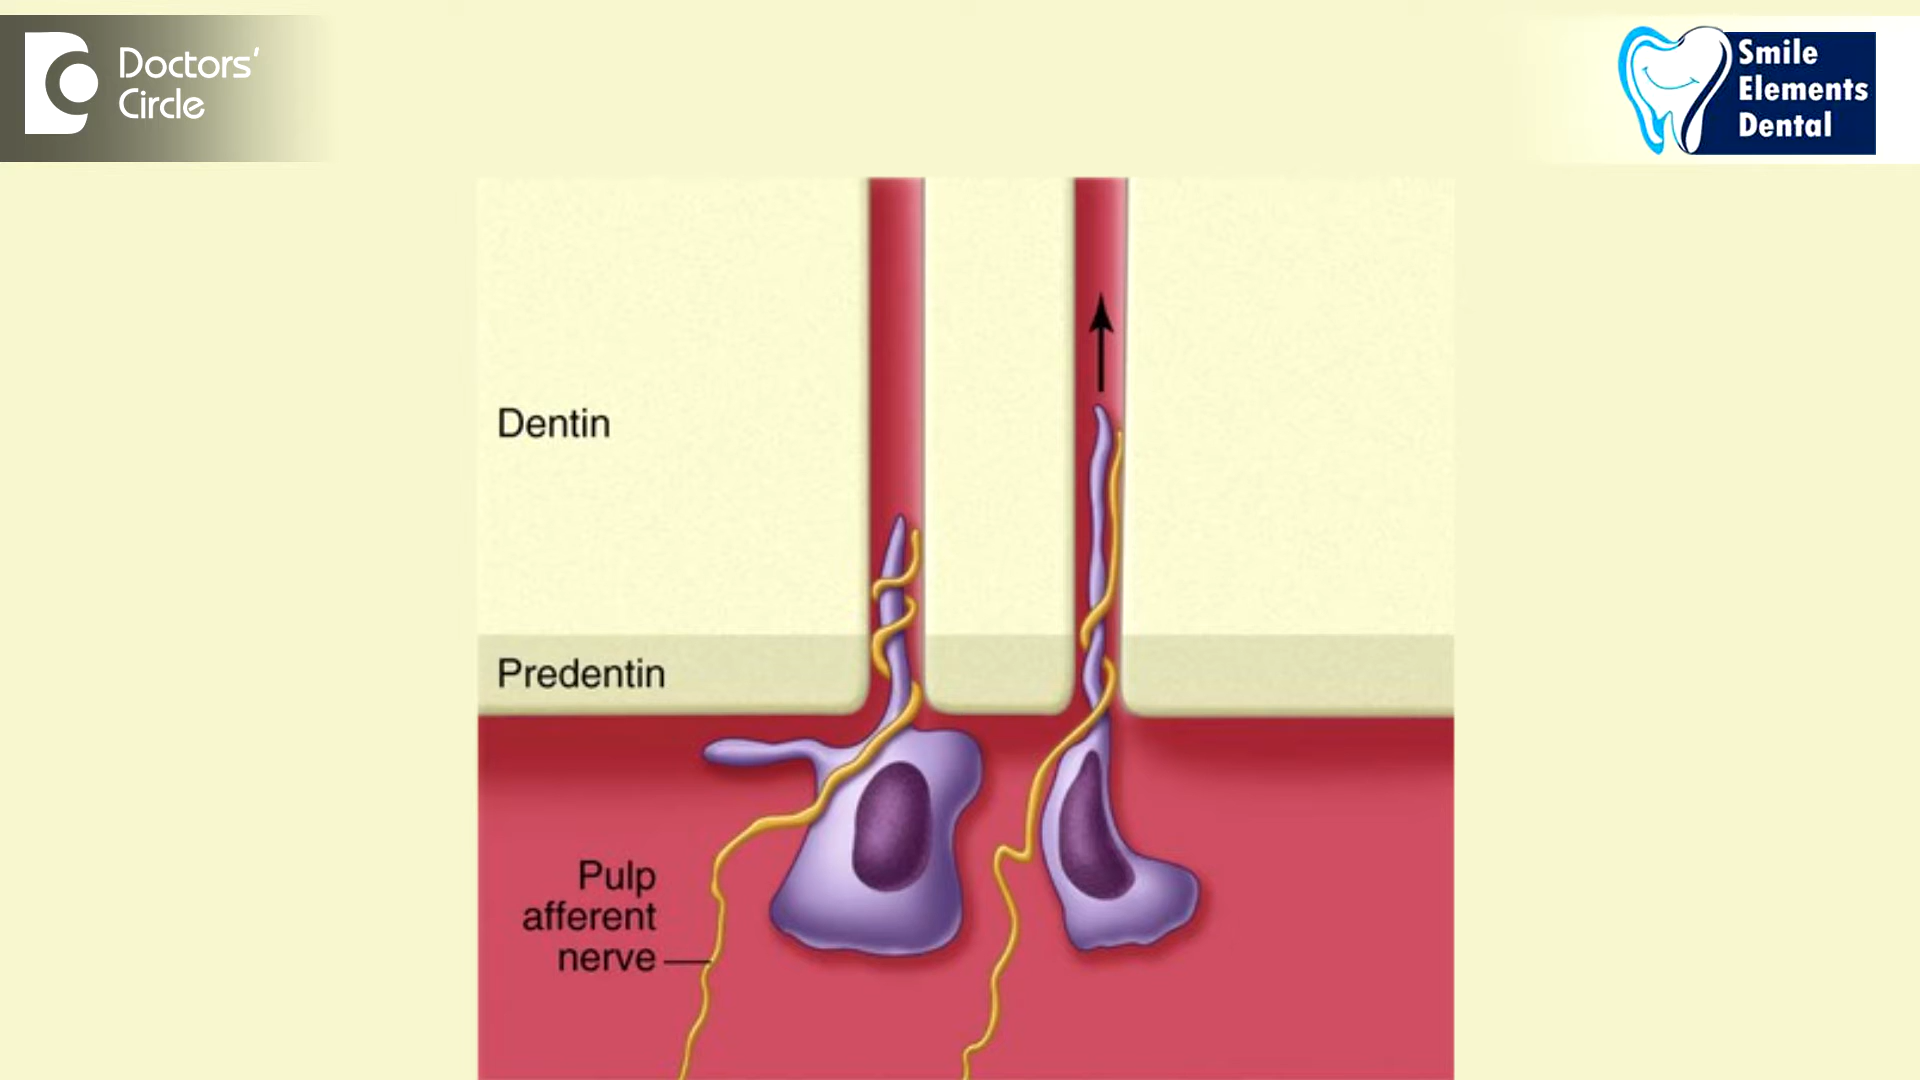 Doctors'
Circle
Smile
Elements
Dental
Dentin
Predentin
Pulp
afferent
nerve